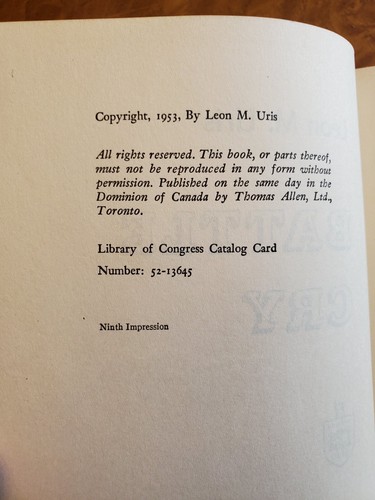 Copyright, 1953, By Leon M. Uris
All rights reserved. This book, or parts thereof,
must not be reproduced in any form without
permission. Published on the same day in the
Dominion of Canada by Thomas Allen, Ltd.,
Toronto.
Library of Congress Catalog Card
Number: 52-13645
Ninth Impression